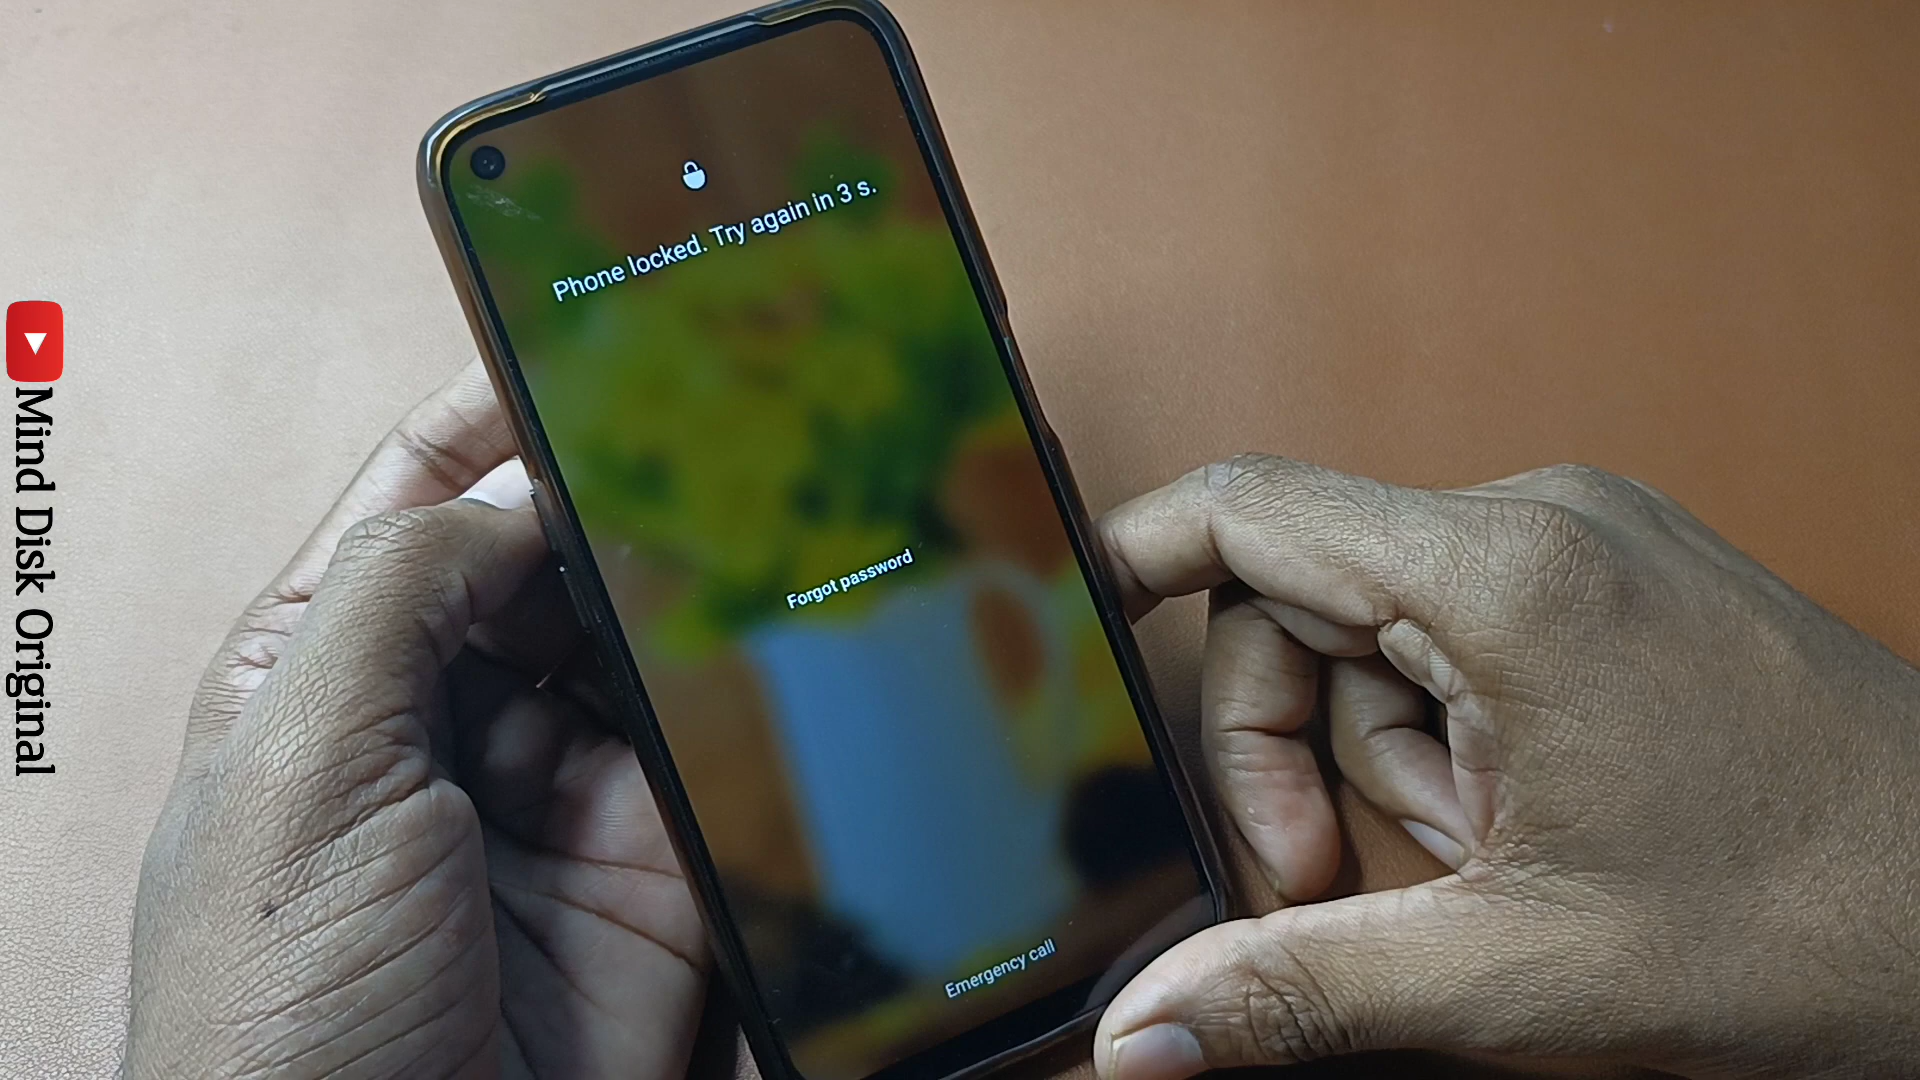 Phone locked. Try again in 3 s.
Forgot password
Emergency call
Mind Disk Original